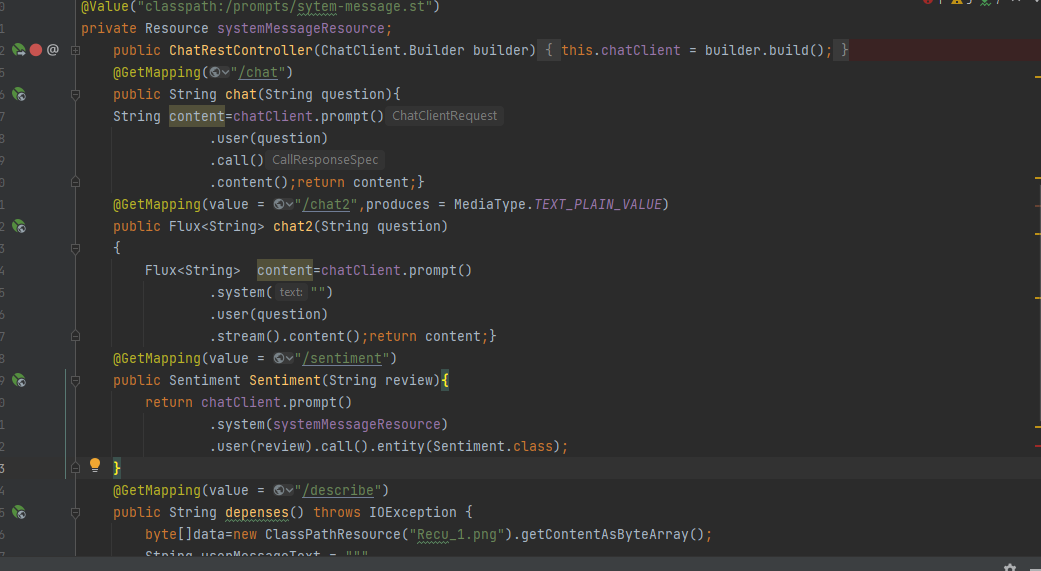 @Value("classpath:/prompts/sytem-message.st")
private Resource systemMessageResource;
public ChatRestController(ChatClient.Builder builder) { this.chatClient = builder.build(); }
@GetMapping("/chat")
public String chat(String question){
String content=chatClient.prompt() ChatClientRequest
.user(question)
.call() CallResponseSpec
.content();return content;}
@GetMapping(value = "/chat2",produces = MediaType.TEXT_PLAIN_VALUE)
public Flux<String> chat2(String question)
{
Flux<String>  content=chatClient.prompt()
.system( text: "")
.user(question)
.stream().content();return content;}
@GetMapping(value = "/sentiment")
public Sentiment Sentiment(String review){
return chatClient.prompt()
.system(systemMessageResource)
.user(review).call().entity(Sentiment.class);
}
@GetMapping(value = "/describe")
public String depenses() throws IOException {
byte[]data=new ClassPathResource("Recu_1.png").getContentAsByteArray();
String userMessageText = """